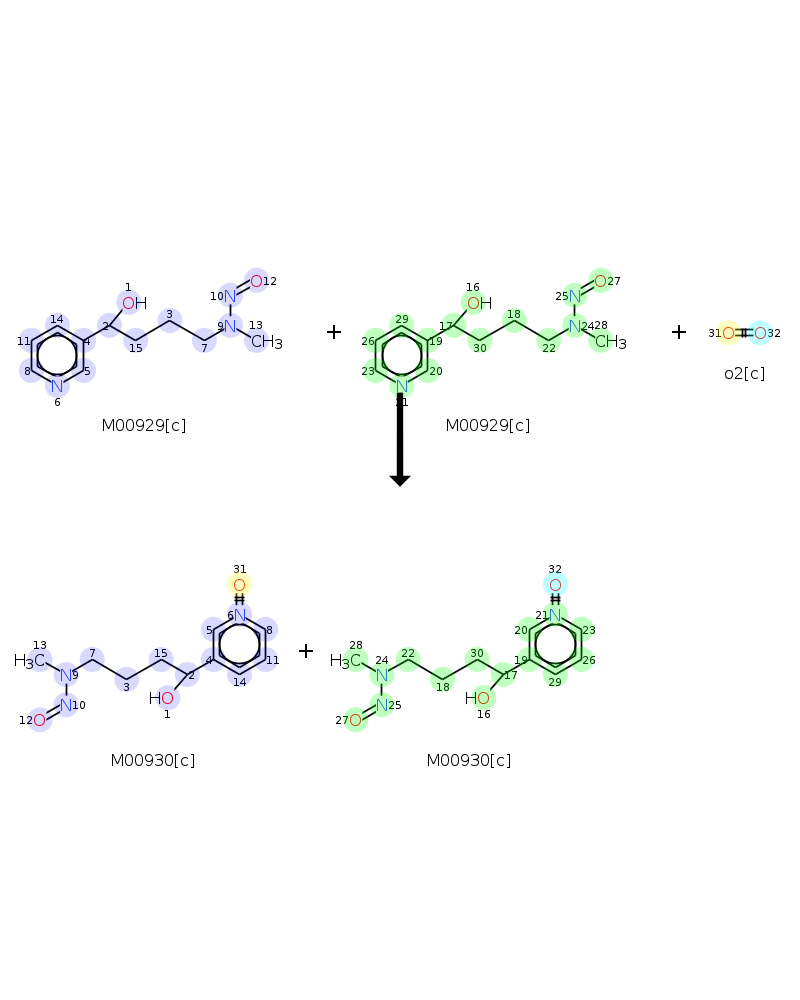 1 OH 14 2 3 10 N O 12 13 11 4 15 9 N CH3 7 8 5 N 6
+
16 OH 29 17 18 25 N O 27 28 26 19 30 N 24 CH3 22 23 20 N 21
+
31 O O 32
M00929[c]
M00929[c]
o2[c]
31 O 6 N 5 8 13 7 15 4 11 H3C N 9 3 2 14 HO 1 12 O N 10
+
32 O 21 N 20 23 28 22 30 19 26 H3C 24 N 18 17 29 HO 16 27 O N 25
M00930[c]
M00930[c]